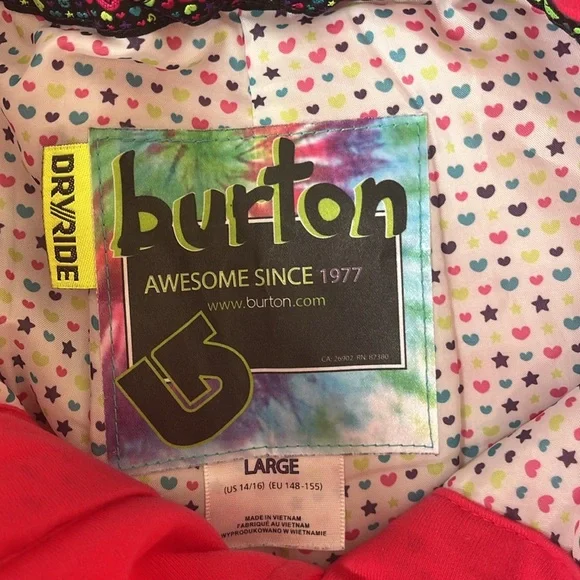 burton
AWESOME SINCE 1977
www.burton.com
CA: 26902 RN: 87380
DRY//RIDE
LARGE
(US 14/16) (EU 148-155)
MADE IN VIETNAM
FABRIQUÉ AU VIETNAM
WYPRODUKOWANO W WIETNAMIE